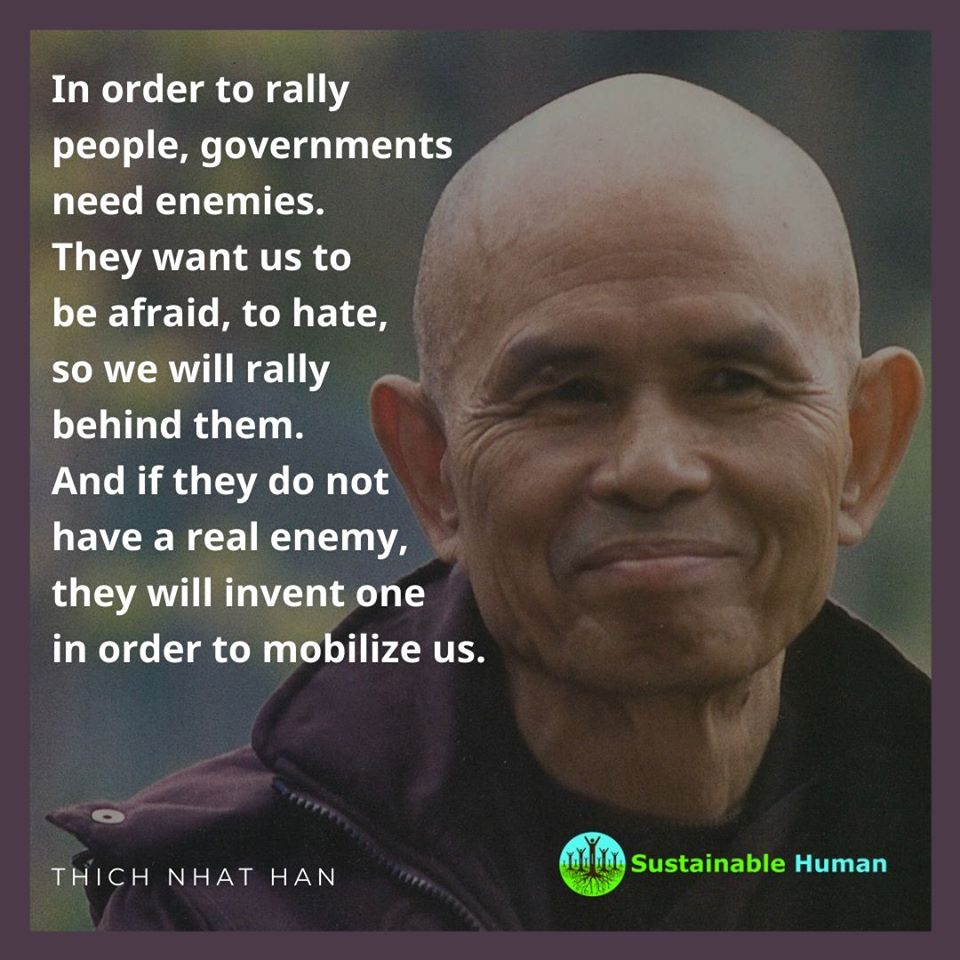 In order to rally
people, governments
need enemies.
They want us to
be afraid, to hate,
so we will rally
behind them.
And if they do not
have a real enemy,
they will invent one
in order to mobilize us.
THICH NHAT HAN
Sustainable Human